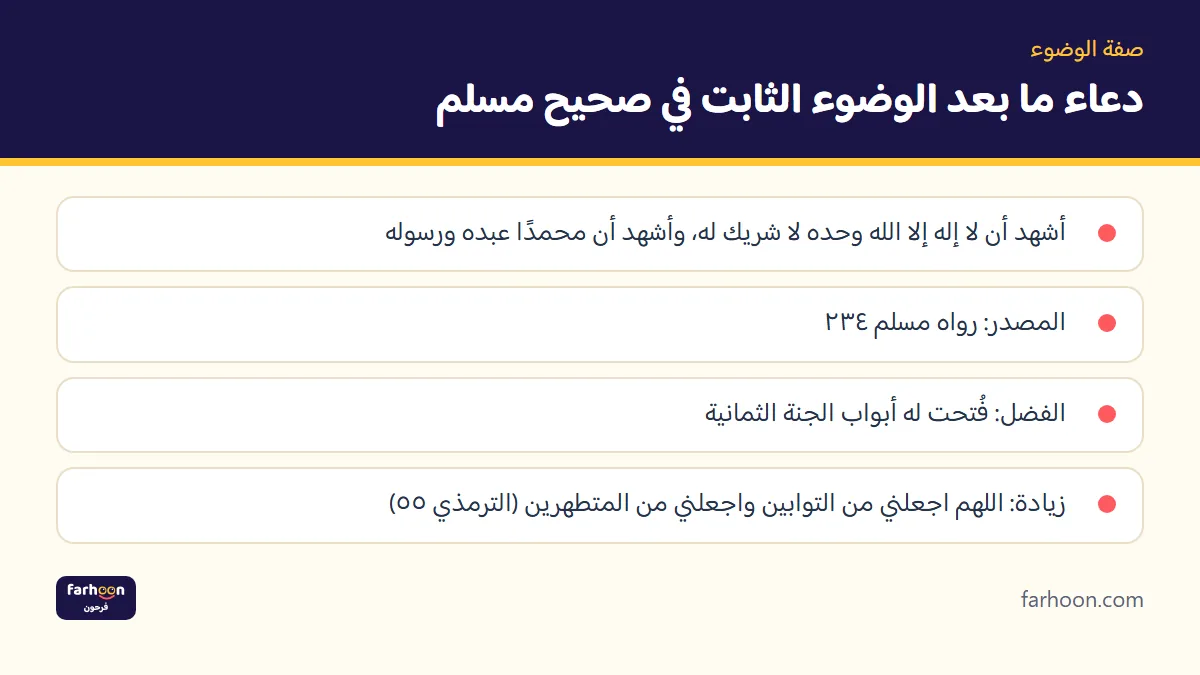 صفة الوضوء
دعاء ما بعد الوضوء الثابت في صحيح مسلم
أشهد أن لا إله إلا الله وحده لا شريك له، وأشهد أن محمدًا عبده ورسوله
المصدر: رواه مسلم ٢٣٤
الفضل: فُتحت له أبواب الجنة الثمانية
زيادة: اللهم اجعلني من التوابين واجعلني من المتطهرين (الترمذي ٥٥)
farhoon
فرحون
farhoon.com